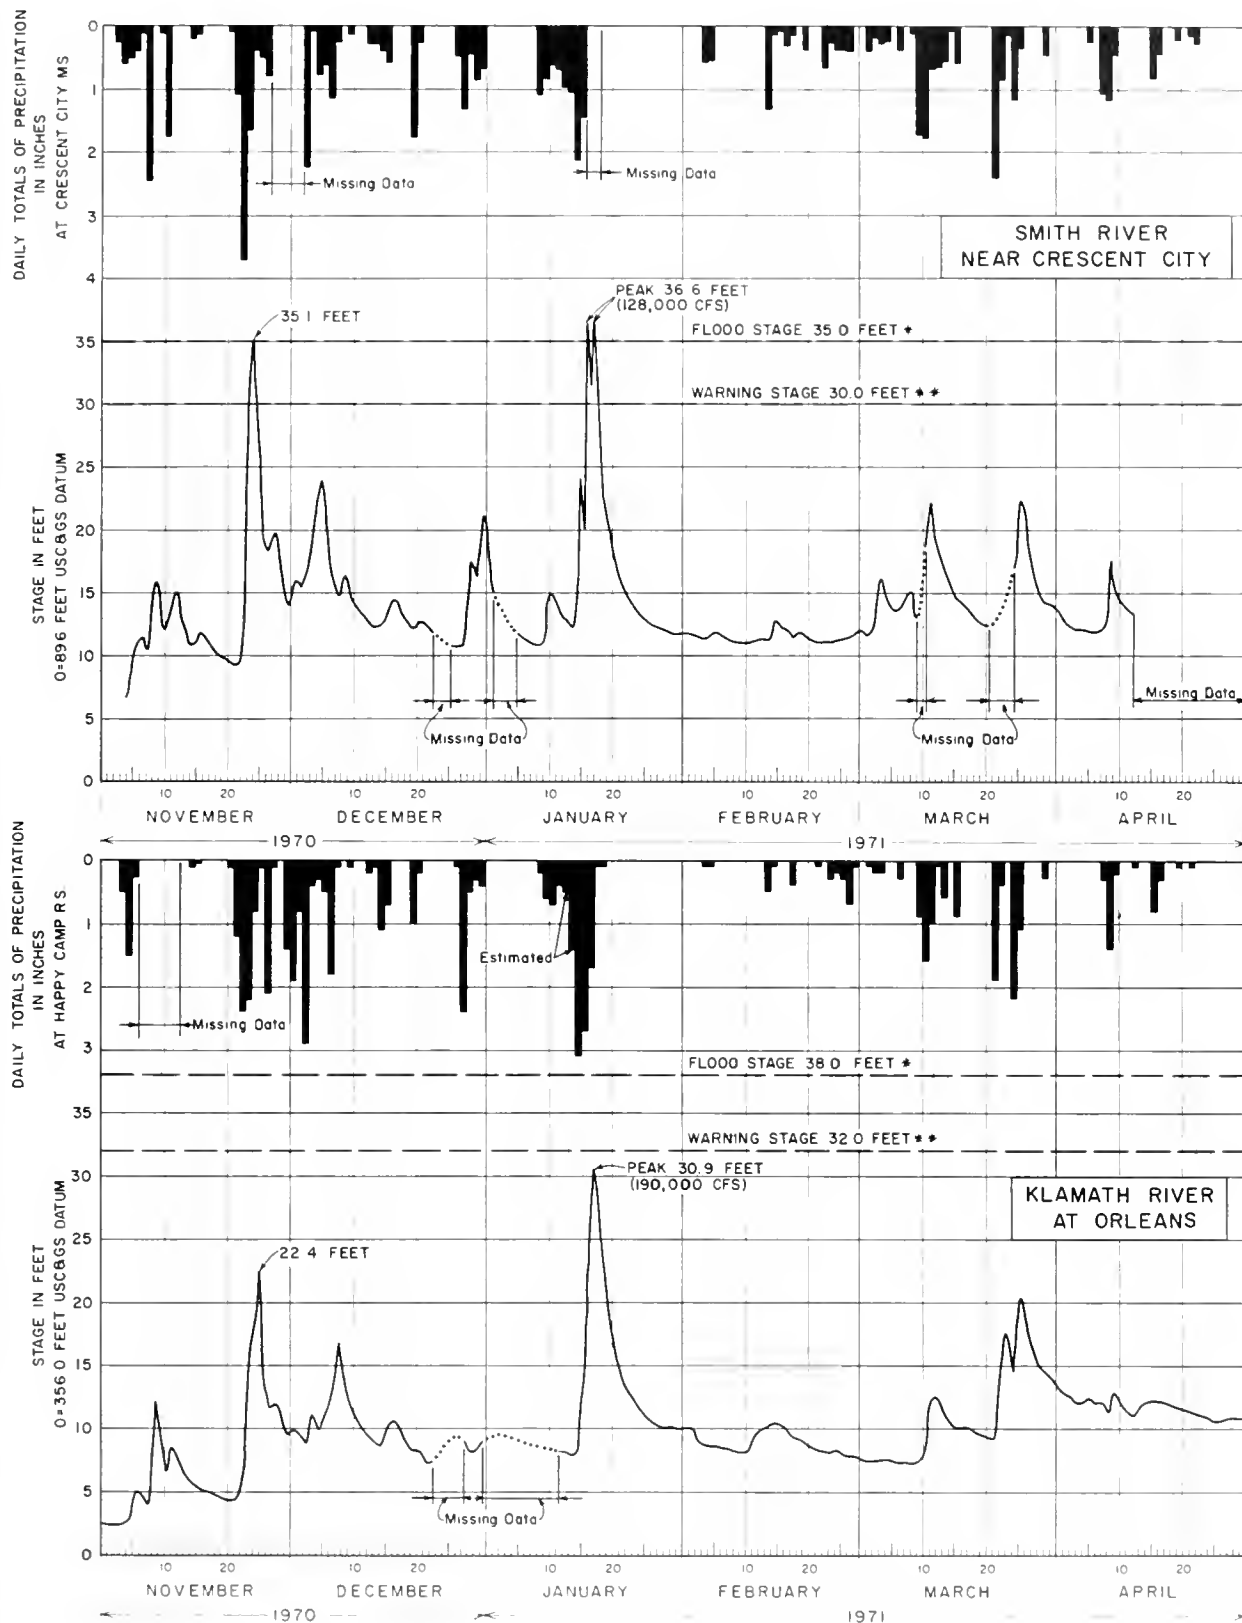 DAILY TOTALS OF PRECIPITATION
IN INCHES
AT CRESCENT CITY MS
0
1
2
3
4
Missing Data
Missing Data
SMITH RIVER
NEAR CRESCENT CITY
35.1 FEET
PEAK 36.6 FEET
(128,000 CFS)
FLOOD STAGE 35.0 FEET *
WARNING STAGE 30.0 FEET **
STAGE IN FEET
0=896 FEET USC&GS DATUM
35
30
25
20
15
10
5
0
Missing Data
Missing Data
Missing Data
10 20 10 20 10 20 10 20 10 20 10 20
NOVEMBER DECEMBER JANUARY FEBRUARY MARCH APRIL
1970 1971
DAILY TOTALS OF PRECIPITATION
IN INCHES
AT HAPPY CAMP R.S.
0
1
2
3
Missing Data
Estimated
FLOOD STAGE 38.0 FEET *
WARNING STAGE 32.0 FEET **
PEAK 30.9 FEET
(190,000 CFS)
KLAMATH RIVER
AT ORLEANS
22.4 FEET
STAGE IN FEET
0=356.0 FEET USC&GS DATUM
35
30
25
20
15
10
5
0
Missing Data
10 20 10 20 10 20 10 20 10 20 10 20
NOVEMBER DECEMBER JANUARY FEBRUARY MARCH APRIL
1970 1971